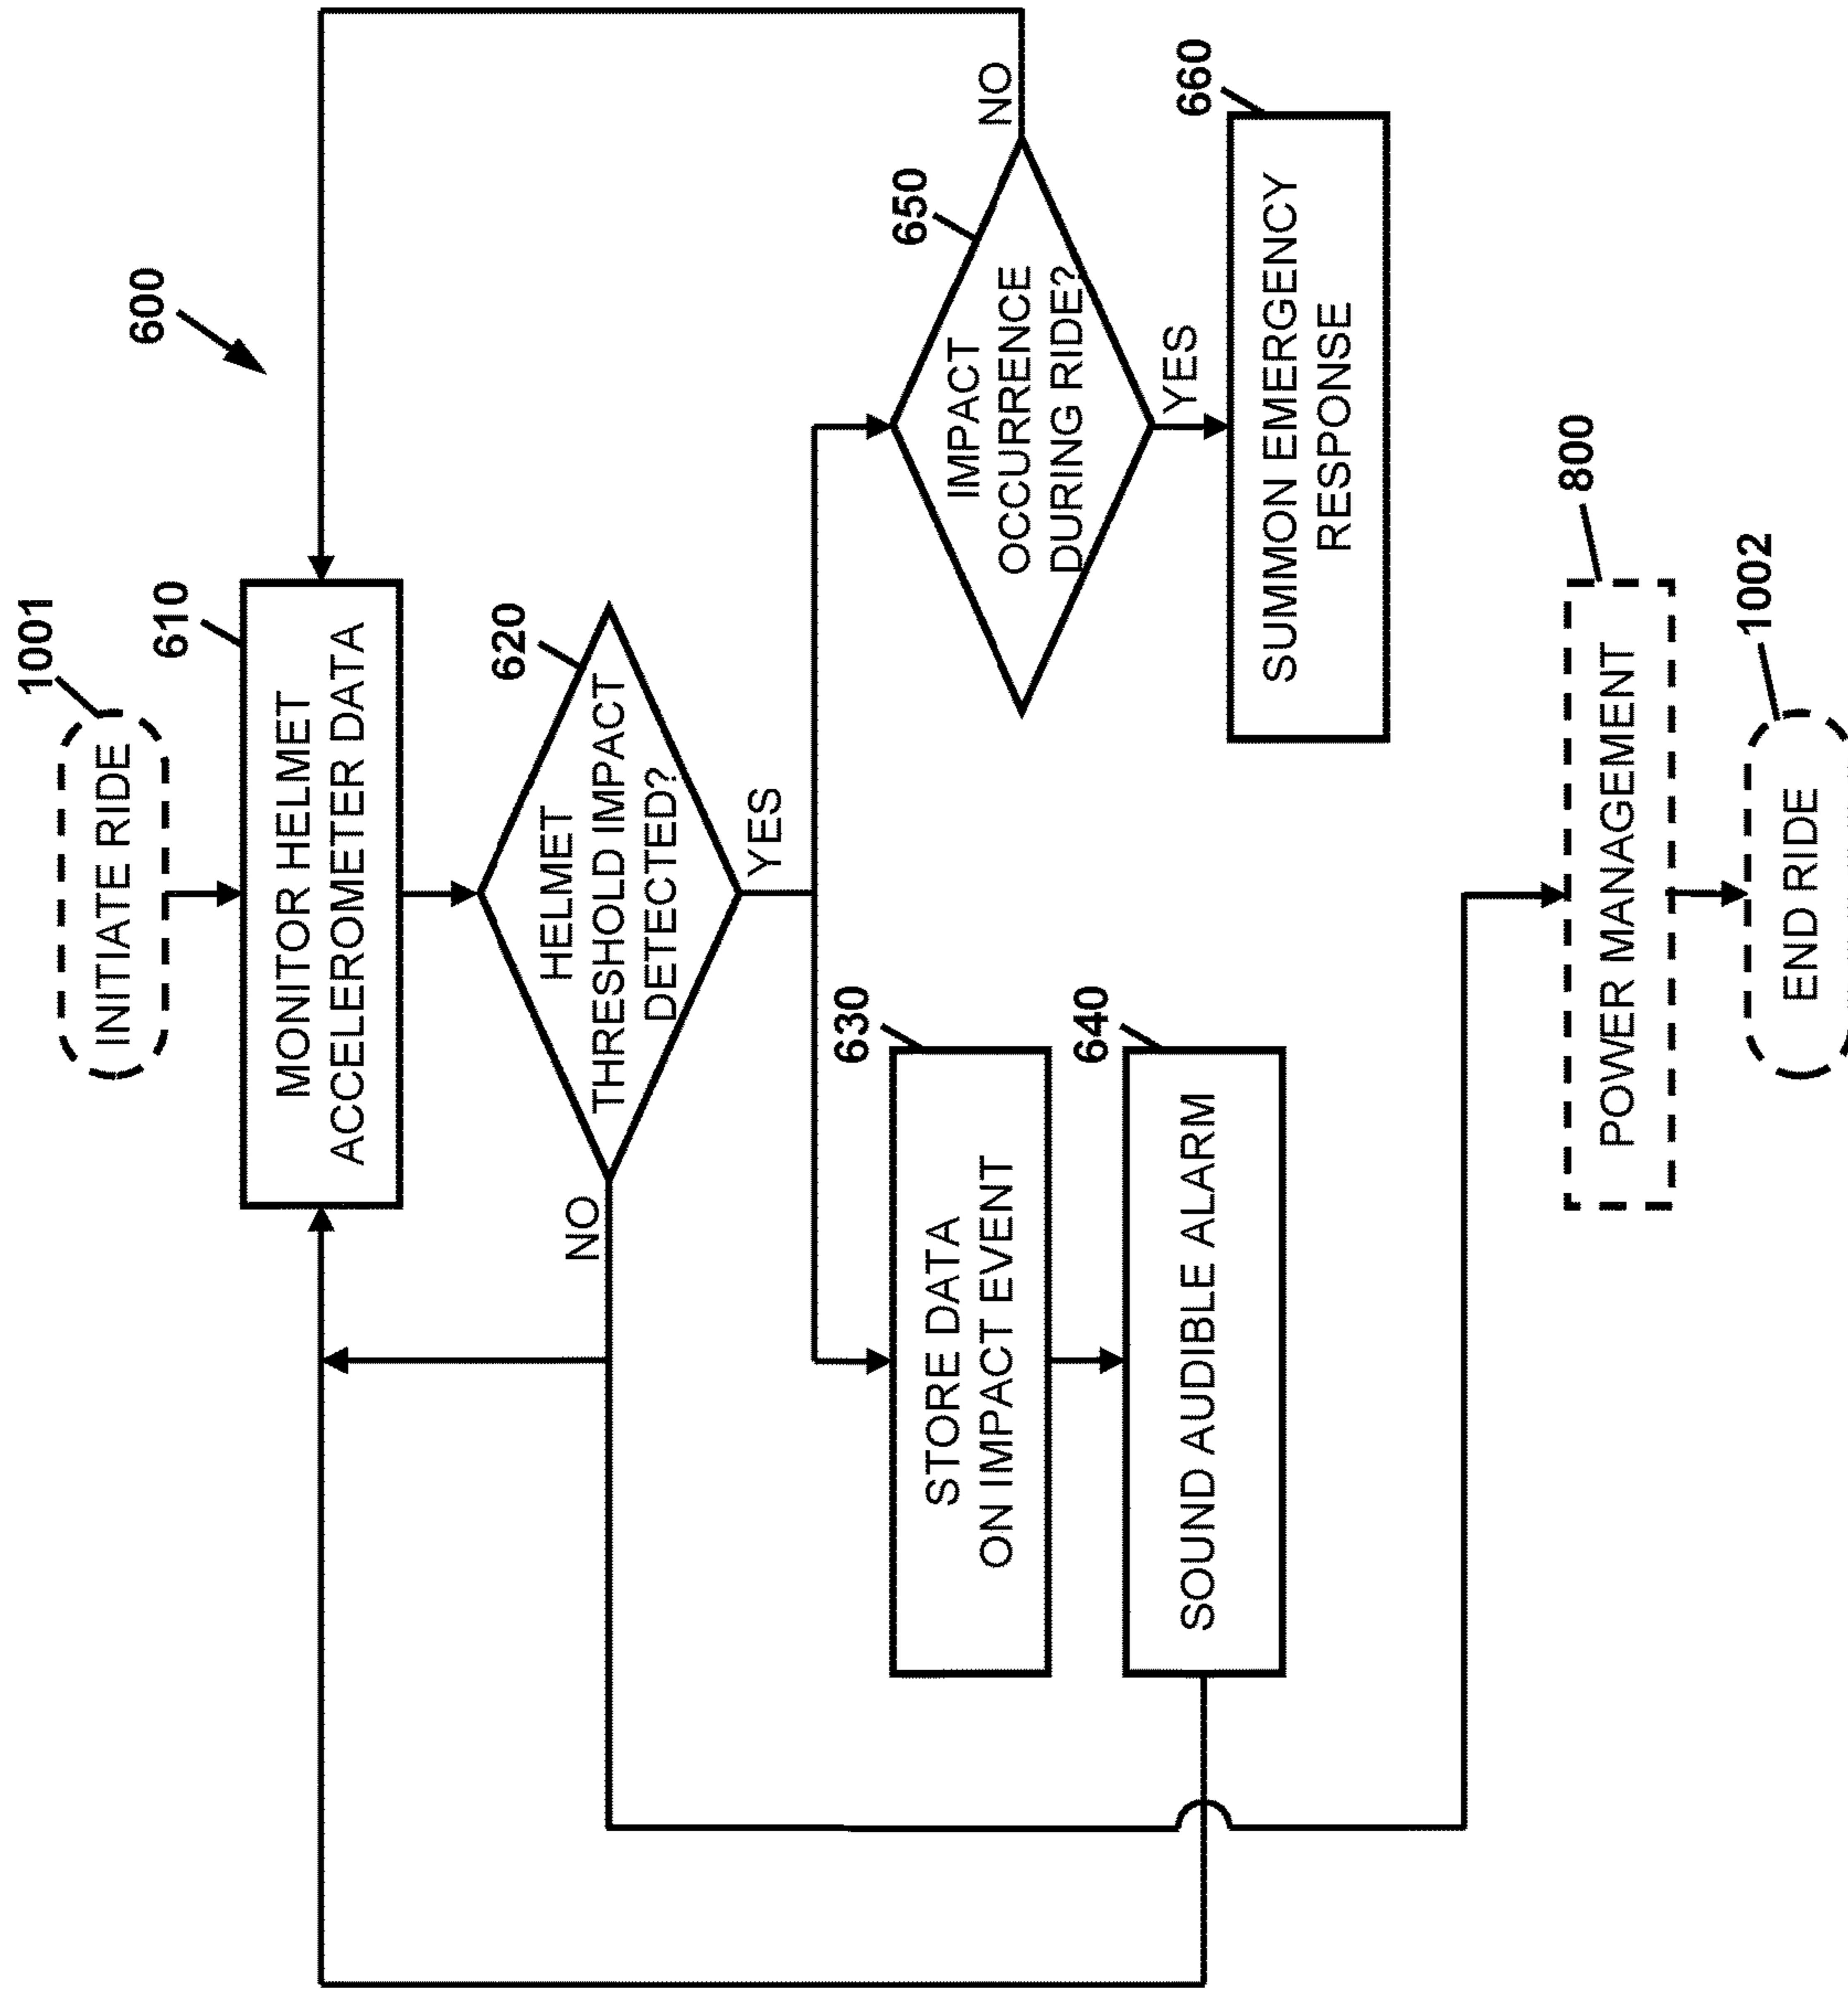 600
1001
INITIATE RIDE
610
MONITOR HELMET
ACCELEROMETER DATA
620
HELMET
THRESHOLD IMPACT
DETECTED?
NO
YES
630
STORE DATA
ON IMPACT EVENT
640
SOUND AUDIBLE ALARM
650
IMPACT
OCCURRENCE
DURING RIDE?
NO
YES
660
SUMMON EMERGENCY
RESPONSE
800
POWER MANAGEMENT
1002
END RIDE